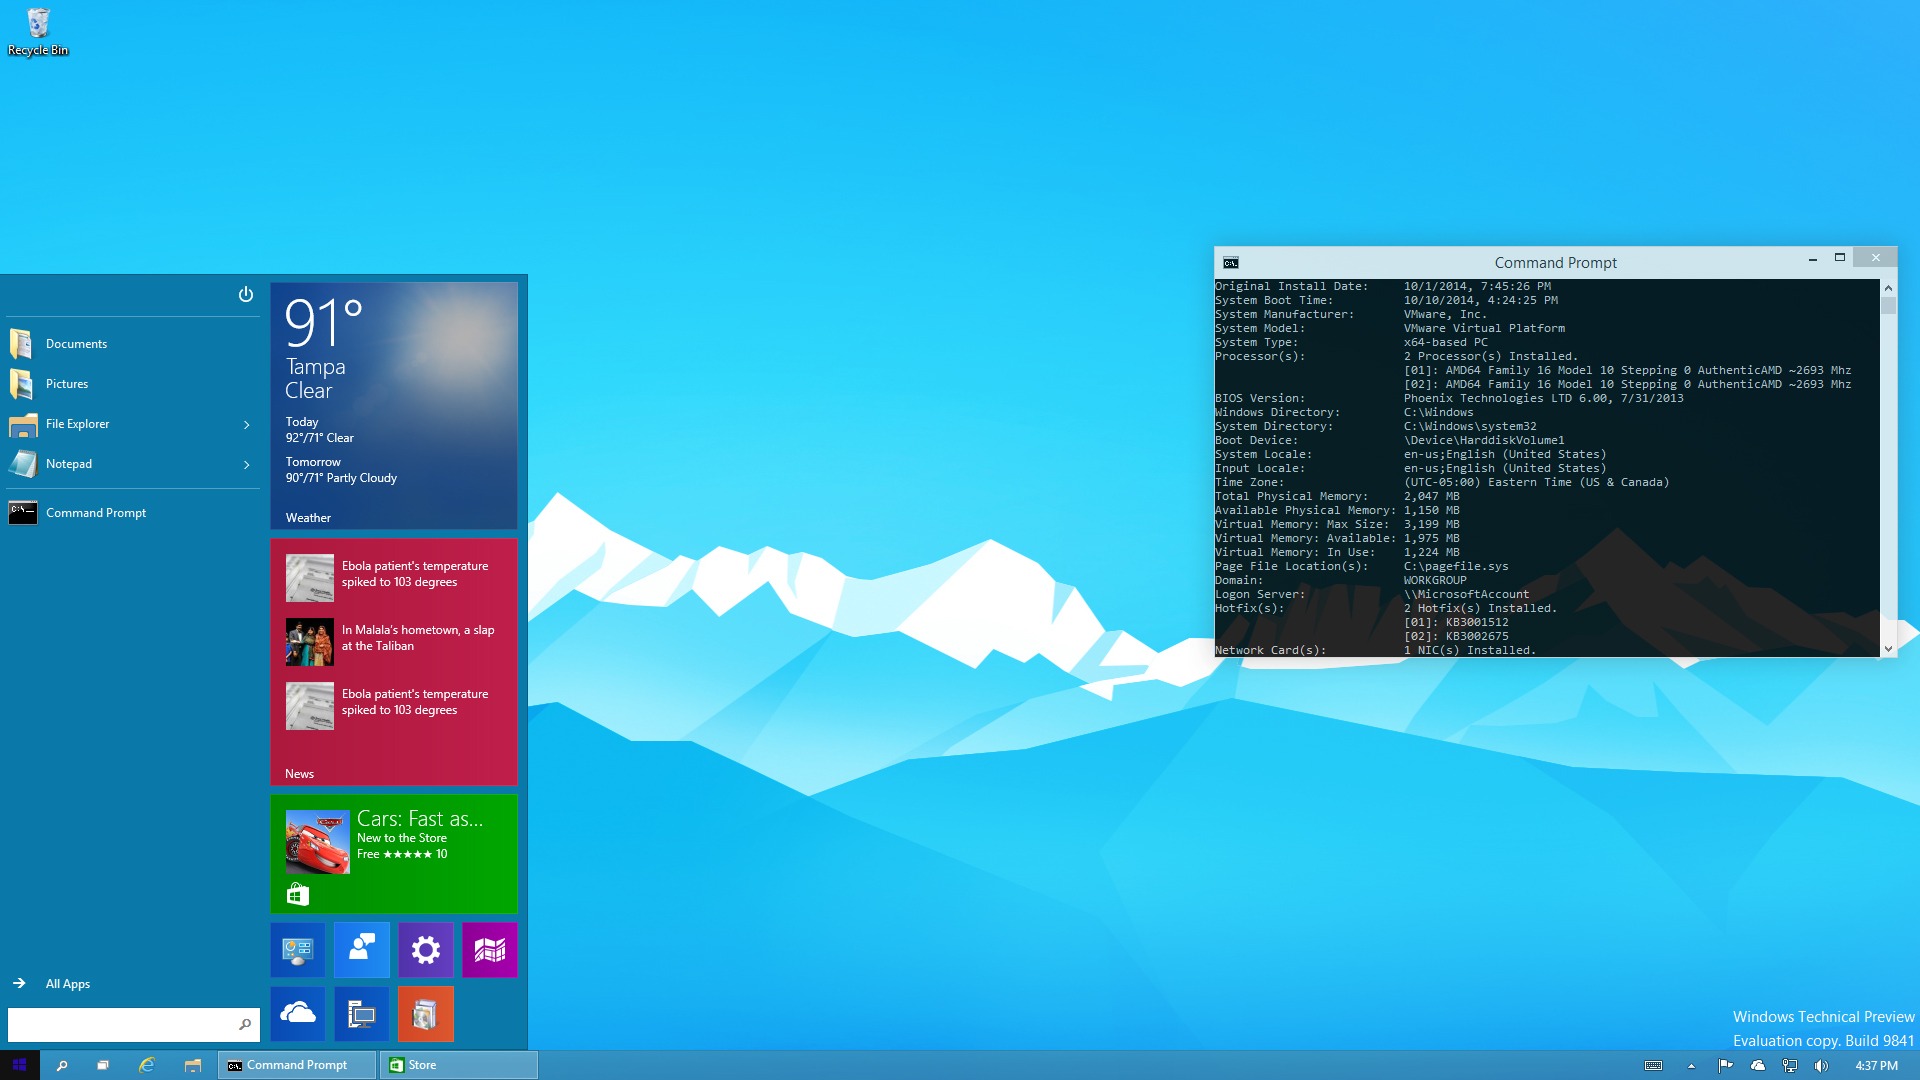 Recycle Bin
Documents
Pictures
File Explorer
Notepad
Command Prompt
All Apps
91°
Tampa
Clear
Today
92°/71° Clear
Tomorrow
90°/71° Partly Cloudy
Weather
Ebola patient's temperature
spiked to 103 degrees
In Malala's hometown, a slap
at the Taliban
Ebola patient's temperature
spiked to 103 degrees
News
Cars: Fast as...
New to the Store
Free ★★★★★ 10
Command Prompt
Original Install Date: 10/1/2014, 7:45:26 PM
System Boot Time: 10/10/2014, 4:24:25 PM
System Manufacturer: VMware, Inc.
System Model: VMware Virtual Platform
System Type: x64-based PC
Processor(s): 2 Processor(s) Installed.
[01]: AMD64 Family 16 Model 10 Stepping 0 AuthenticAMD ~2693 Mhz
[02]: AMD64 Family 16 Model 10 Stepping 0 AuthenticAMD ~2693 Mhz
BIOS Version: Phoenix Technologies LTD 6.00, 7/31/2013
Windows Directory: C:\Windows
System Directory: C:\Windows\system32
Boot Device: \Device\HarddiskVolume1
System Locale: en-us;English (United States)
Input Locale: en-us;English (United States)
Time Zone: (UTC-05:00) Eastern Time (US & Canada)
Total Physical Memory: 2,047 MB
Available Physical Memory: 1,150 MB
Virtual Memory: Max Size: 3,199 MB
Virtual Memory: Available: 1,975 MB
Virtual Memory: In Use: 1,224 MB
Page File Location(s): C:\pagefile.sys
Domain: WORKGROUP
Logon Server: \\MicrosoftAccount
Hotfix(s): 2 Hotfix(s) Installed.
[01]: KB3001512
[02]: KB3002675
Network Card(s): 1 NIC(s) Installed.
Windows Technical Preview
Evaluation copy. Build 9841
Command Prompt
Store
4:37 PM